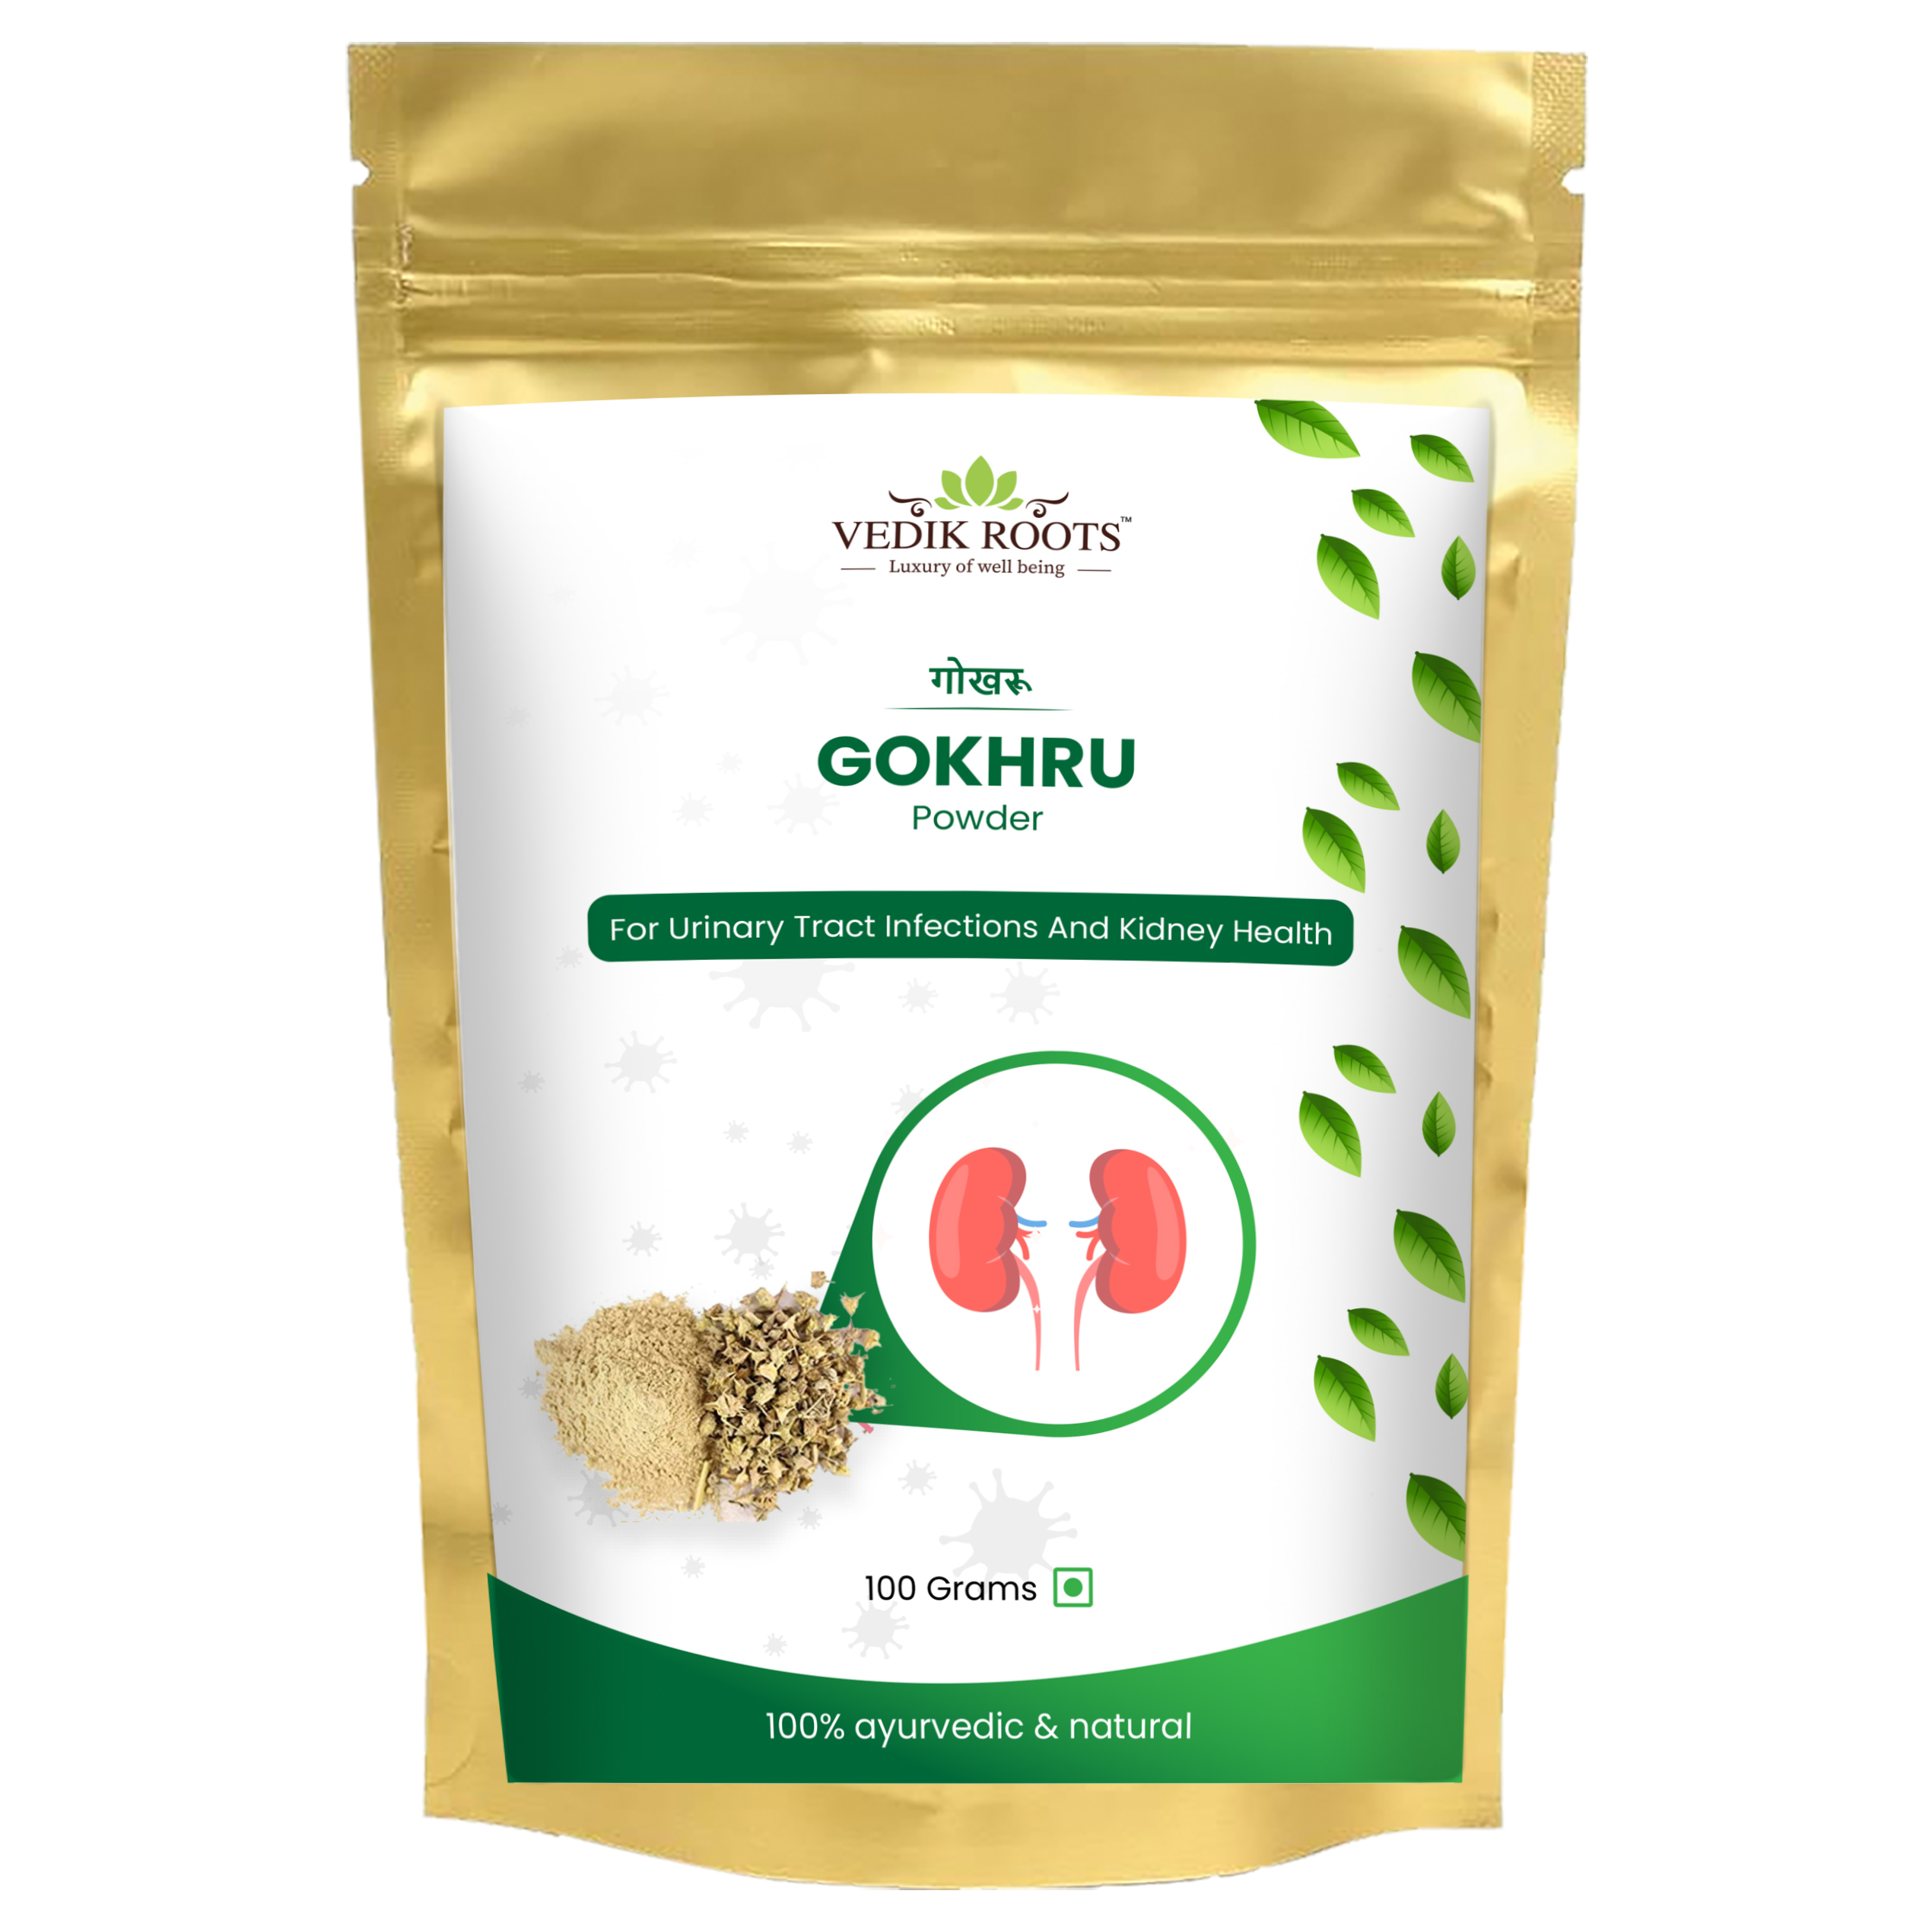 VEDIK ROOTS™
Luxury of well being
गोखरू
GOKHRU
Powder
For Urinary Tract Infections And Kidney Health
100 Grams
100% ayurvedic & natural